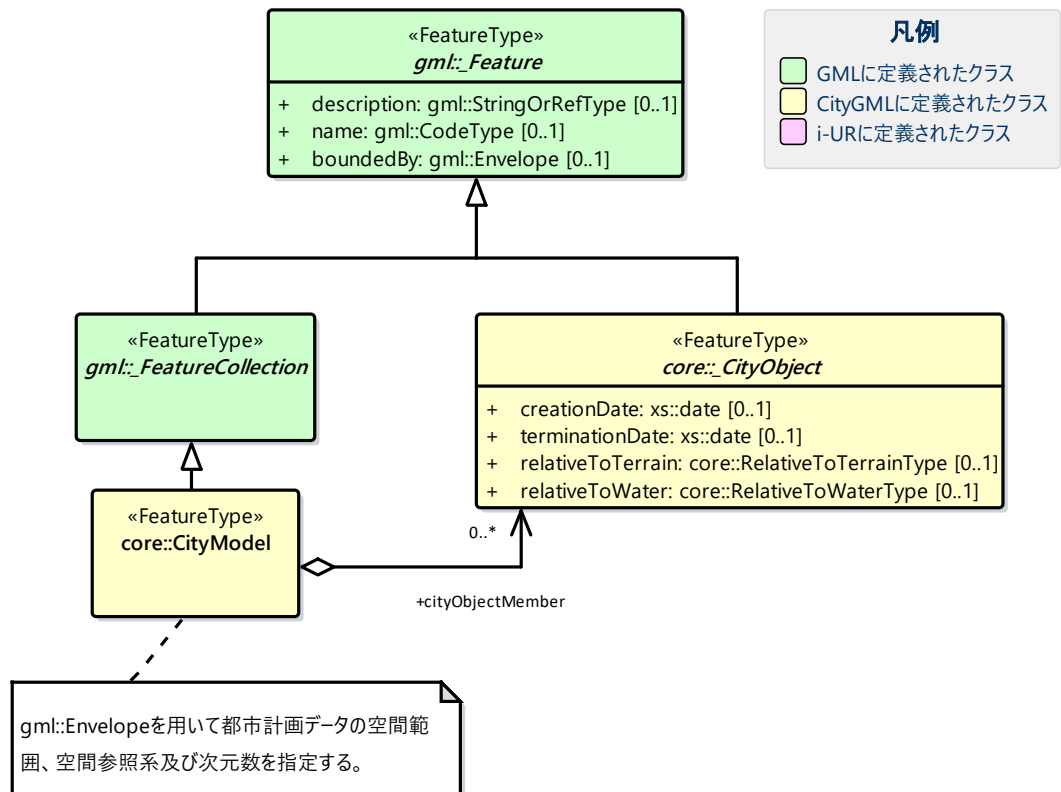 «FeatureType»
gml::_Feature
+ description: gml::StringOrRefType [0..1]
+ name: gml::CodeType [0..1]
+ boundedBy: gml::Envelope [0..1]
凡例
GMLに定義されたクラス
CityGMLに定義されたクラス
i-URに定義されたクラス
«FeatureType»
gml::_FeatureCollection
«FeatureType»
core::_CityObject
+ creationDate: xs::date [0..1]
+ terminationDate: xs::date [0..1]
+ relativeToTerrain: core::RelativeToTerrainType [0..1]
+ relativeToWater: core::RelativeToWaterType [0..1]
«FeatureType»
core::CityModel
0..*
+cityObjectMember
gml::Envelopeを用いて都市計画データの空間範
囲、空間参照系及び次元数を指定する。